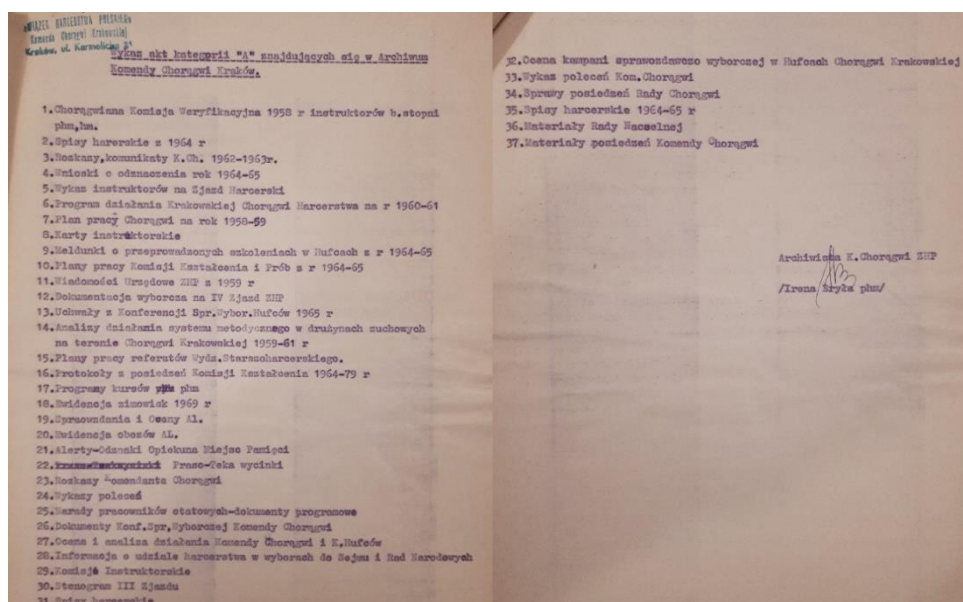 ZWIĄZEK HARCERSTWA POLSKIEGO
Komenda Chorągwi Krakowskiej
Kraków, ul. Karmelicka 31
Wykaz akt kategorii "A" znajdujących się w Archiwum
Komendy Chorągwi Kraków.
1.Chorągwiana Komisja Weryfikacyjna 1958 r instruktorów b.stopni
phm,hm.
2.Spisy harerskie z 1964 r
3.Rozkazy,komunikaty K.Ch. 1962-1963r.
4.Wnioski o odznaczenia rok 1964-65
5.Wykaz instruktorów na Zjazd Harcerski
6.Program działania Krakowskiej Chorągwi Harcerstwa na r 1960-61
7.Plan pracy Chorągwi na rok 1958-59
8.Karty instruktorskie
9.Meldunki o przeprowadzonych szkoleniach w Hufcach z r 1964-65
10.Plany pracy Komisji Kształcenia i Prób z r 1964-65
11.Wiadomości Urzędowe ZHP z 1959 r
12.Dokumentacja wyborcza na IV Zjazd ZHP
13.Uchwały z Konferencji Spr.Wybor.Hufców 1965 r
14.Analizy działania systemu metodycznego w drużynach zuchowych
na terenie Chorągwi Krakowskiej 1959-61 r
15.Plany pracy referatów Wydz.Starszoharcerskiego.
16.Protokoły z posiedzeń Komisji Kształcenia 1964-79 r
17.Programy kursów phm
18.Ewidencja zimowisk 1969 r
19.Sprawozdania i Oceny AL.
20.Ewidencja obozów AL.
21.Alerty-Odznaki Opiekuna Miejsc Pamięci
22. Praso-Teka wycinki
23.Rozkazy Komendanta Chorągwi
24.Wykazy poleceń
25.Narady pracowników etatowych-dokumenty programowe
26.Dokumenty Konf.Spr,Wyborczej Komendy Chorągwi
27.Ocena i analiza działania Komendy Chorągwi i K.Hufców
28.Informacja o udziale harcerstwa w wyborach do Sejmu i Rad Narodowych
29.Komisje Instruktorskie
30.Stenogram III Zjazdu
31.Spisy harcerskie
32.Ocena kampani sprawozdawczo wyborczej w Hufcach Chorągwi Krakowskiej
33.Wykaz poleceń Kom.Chorągwi
34.Sprawy posiedzeń Rady Chorągwi
35.Spisy harcerskie 1964-65 r
36.Materiały Rady Naczelnej
37.Materiały posiedzeń Komendy Chorągwi
Archiwista K.Chorągwi ZHP
/Irena Bryka phm/